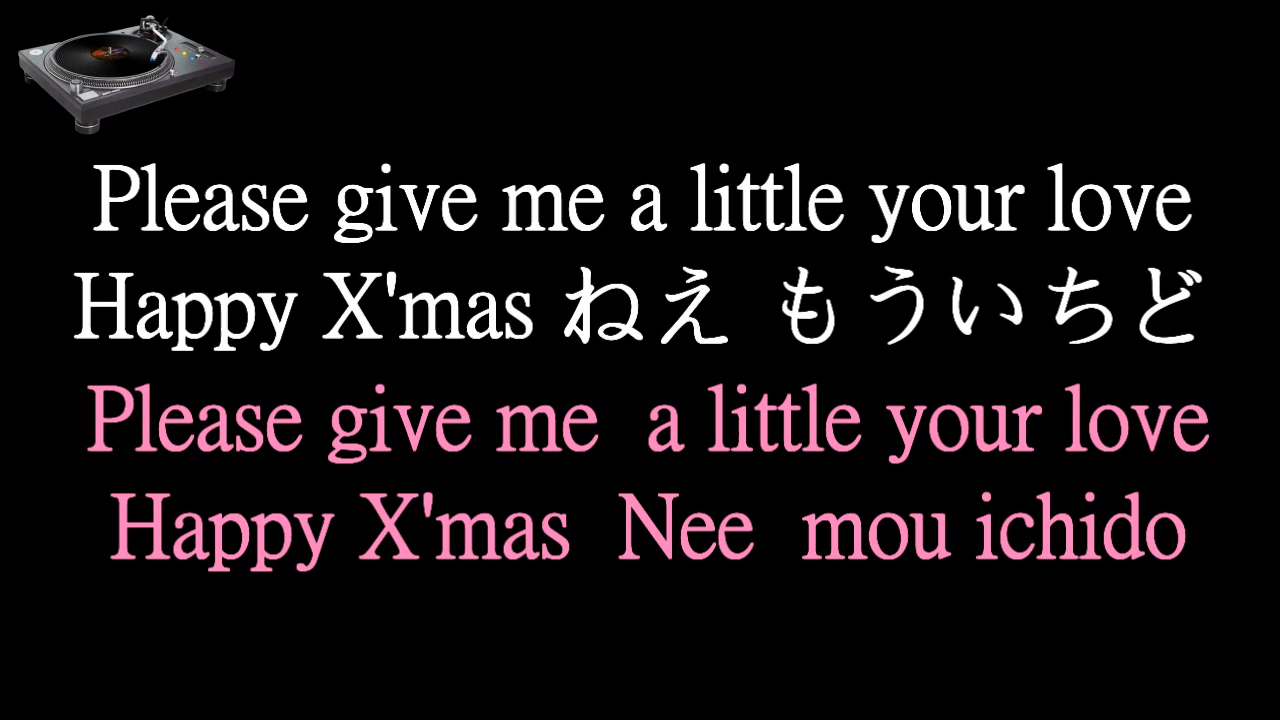 Please give me a little your love
Happy X'mas ねえ もういちど
Please give me a little your love
Happy X'mas Nee mou ichido